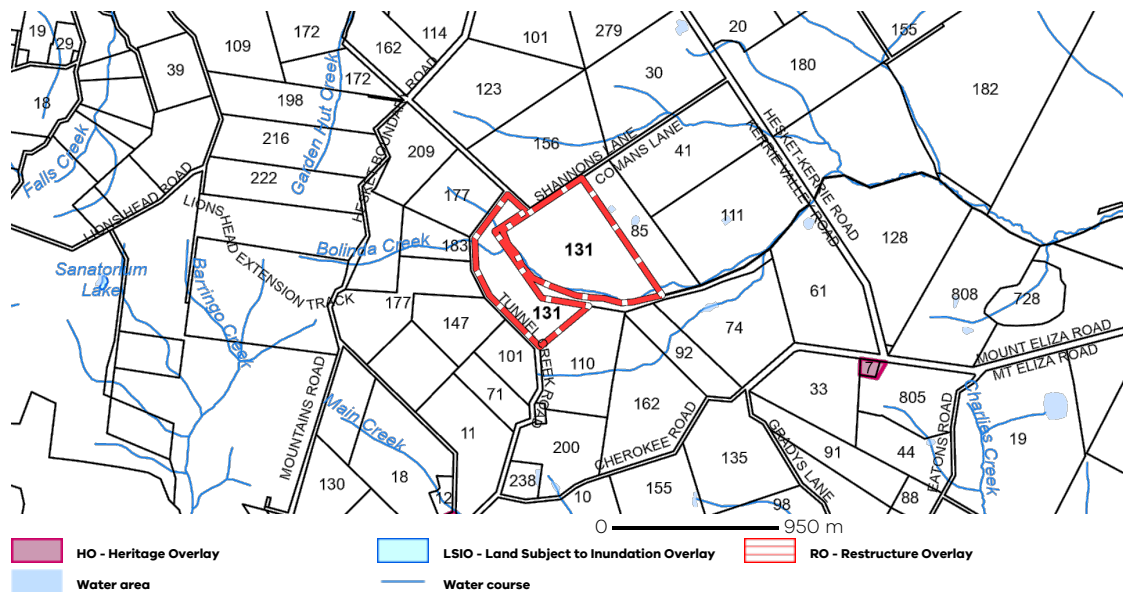 19
29
172
114
101
279
20
155
109
162
39
172
30
180
182
18
198
123
HESKET BOUNDARY ROAD
Garden Hut Creek
216
209
156
SHANNONS LANE
COMANS LANE
41
HESKET-KERRIE ROAD
KERRIE VALLEY ROAD
Falls Creek
222
177
LIONS HEAD ROAD
LIONS HEAD EXTENSION TRACK
Bolinda Creek
183
131
85
111
128
Sanatorium
Lake
Barringo Creek
177
147
TUNNEL CREEK ROAD
131
61
808
728
74
MOUNT ELIZA ROAD
MT ELIZA ROAD
101
110
92
77
71
33
805
MOUNTAINS ROAD
Main Creek
11
162
CHEROKEE ROAD
GRADYS LANE
EATONS ROAD
Charlies Creek
19
200
91
44
130
18
12
238
10
155
135
98
88
0 950 m
HO - Heritage Overlay
LSIO - Land Subject to Inundation Overlay
RO - Restructure Overlay
Water area
Water course